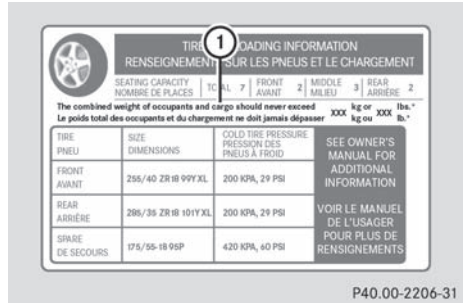 1
TIRE LOADING INFORMATION
RENSEIGNEMENTS SUR LES PNEUS ET LE CHARGEMENT
SEATING CAPACITY TOTAL 7 FRONT 2 MIDDLE 3 REAR 2
NOMBRE DE PLACES AVANT MILIEU ARRIÈRE
The combined weight of occupants and cargo should never exceed XXX kg or XXX lbs.*
Le poids total des occupants et du chargement ne doit jamais dépasser kg ou lb.*
TIRE SIZE COLD TIRE PRESSURE
PNEU DIMENSIONS PRESSION DES
PNEUS À FROID
FRONT
AVANT 255/40 ZR18 99Y XL 200 KPA, 29 PSI
REAR
ARRIÈRE 285/35 ZR18 101Y XL 200 KPA, 29 PSI
SPARE
DE SECOURS 175/55-18 95P 420 KPA, 60 PSI
SEE OWNER'S
MANUAL FOR
ADDITIONAL
INFORMATION
VOIR LE MANUEL
DE L'USAGER
POUR PLUS DE
RENSIGNEMENTS
P40.00-2206-31